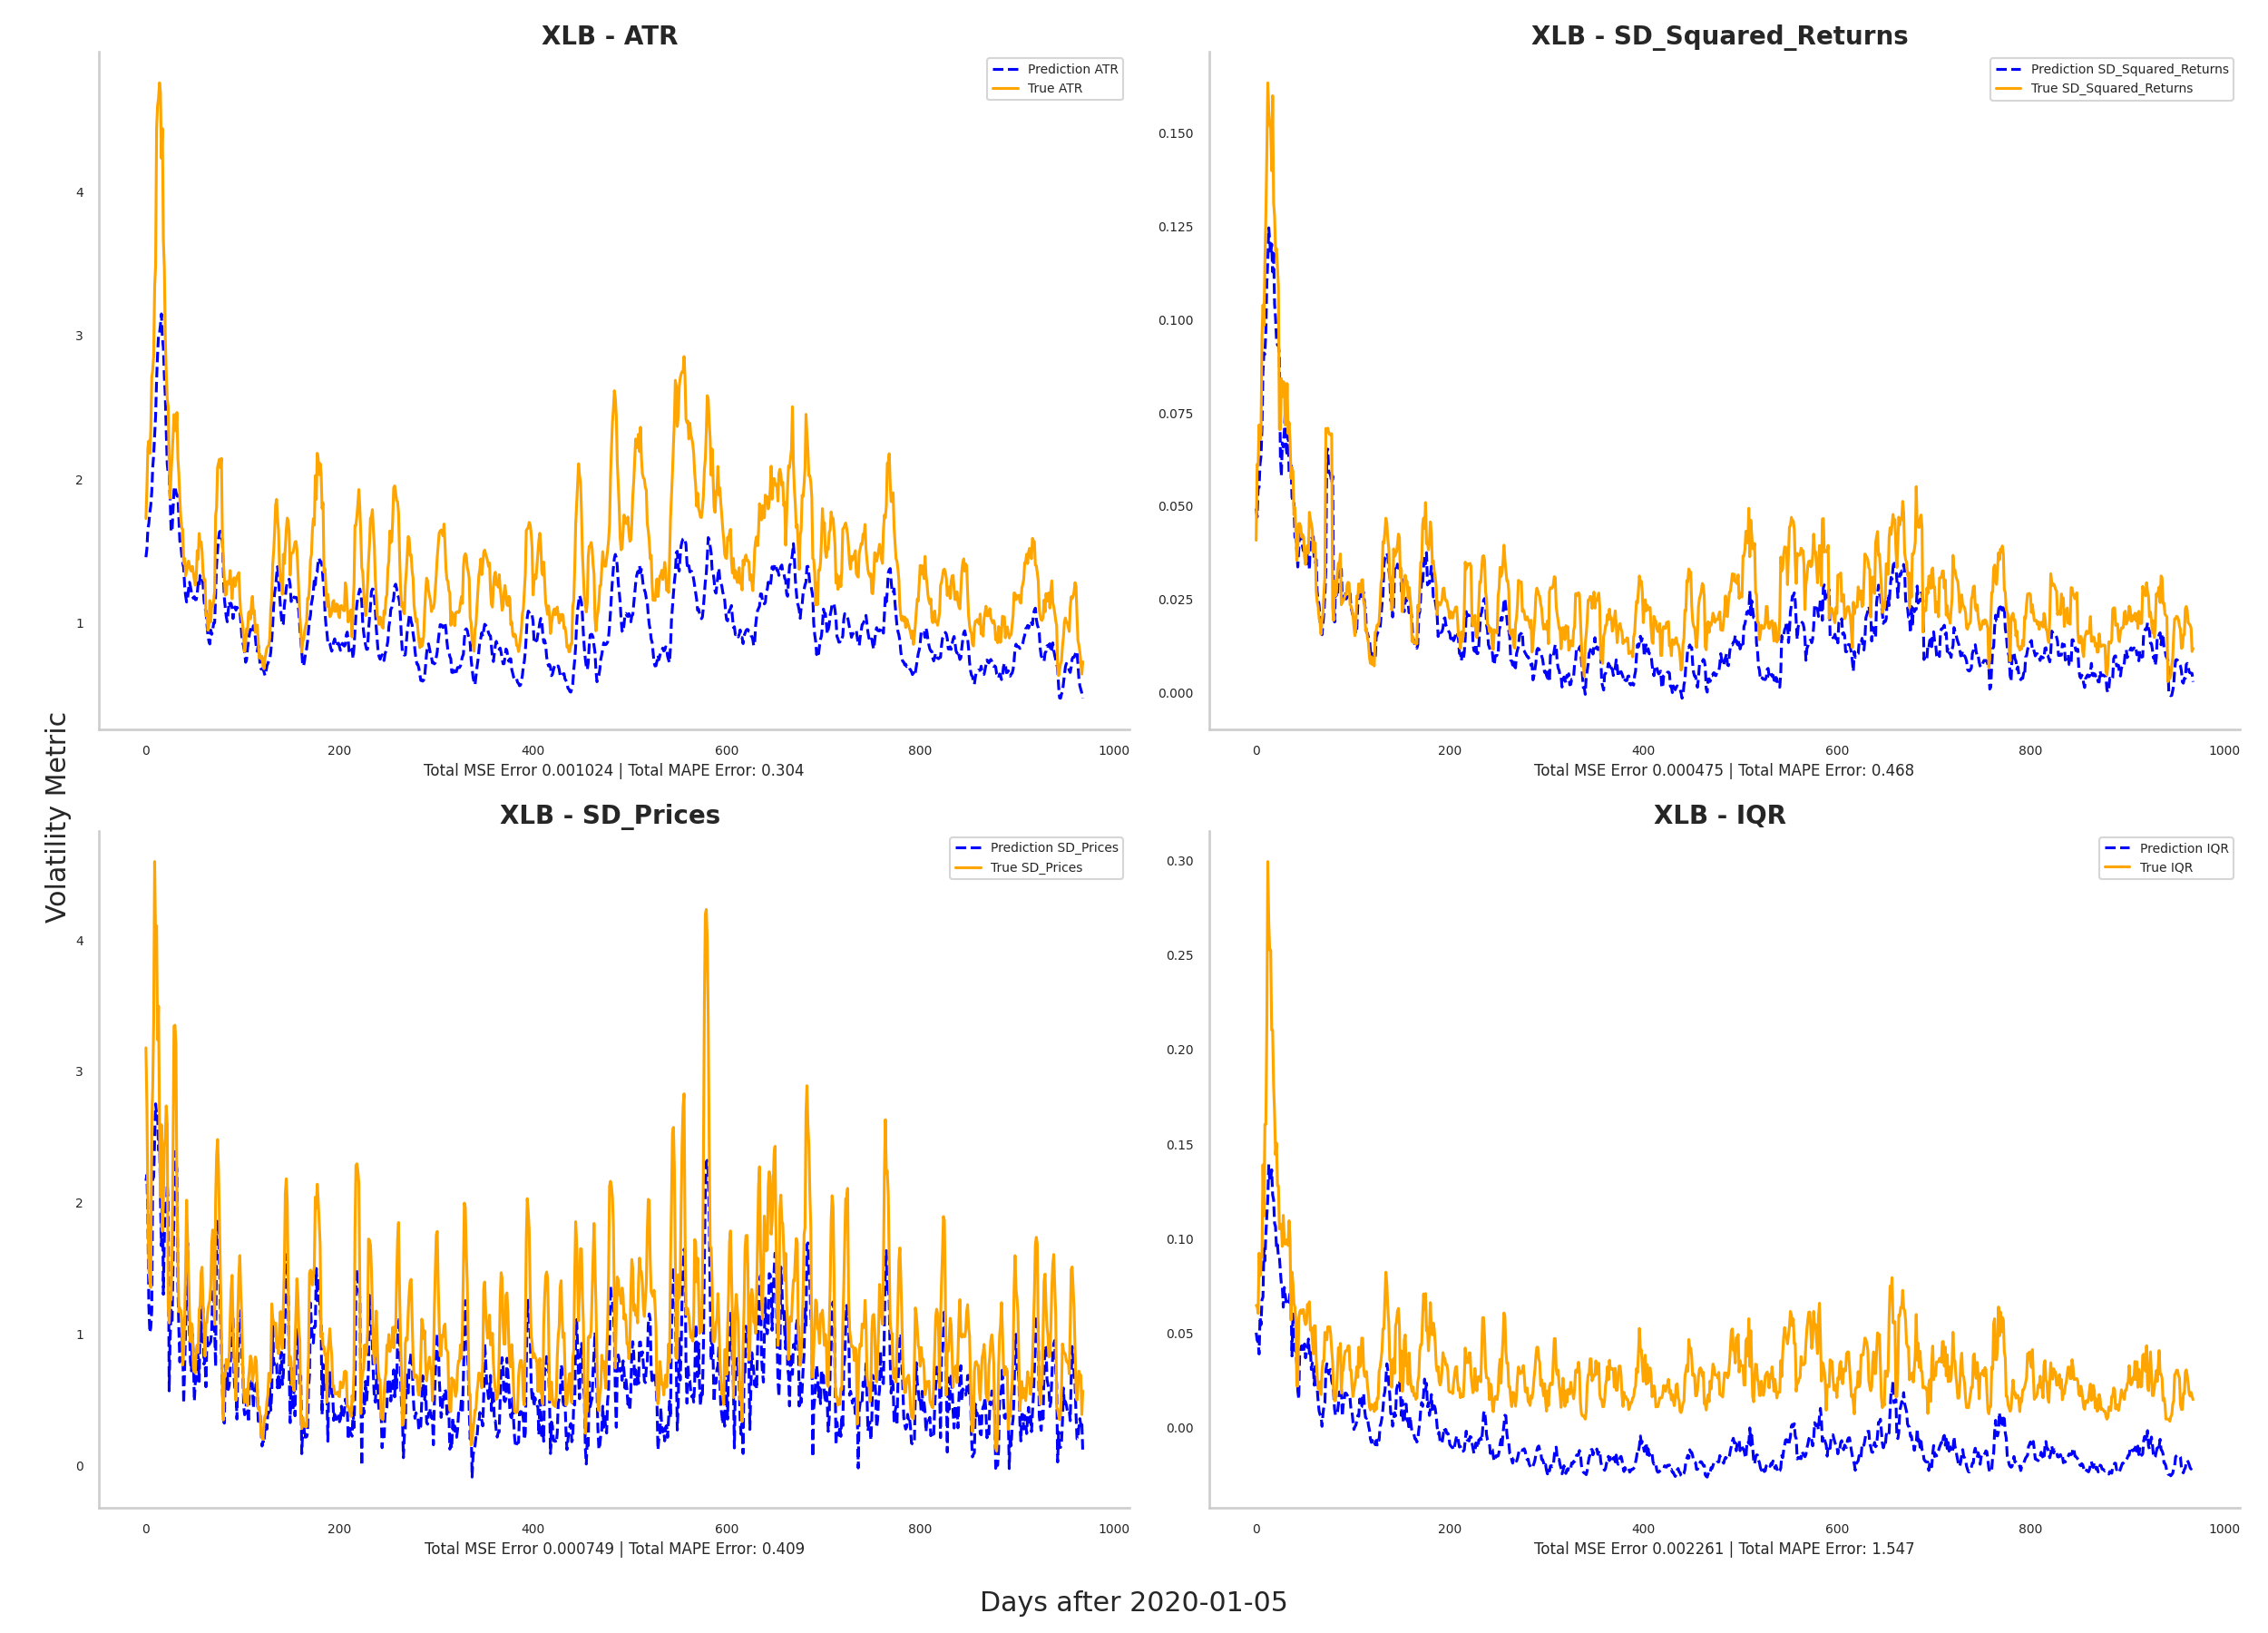 XLB - ATR
Prediction ATR
True ATR
4
3
2
1
0 200 400 600 800 1000
Total MSE Error 0.001024 | Total MAPE Error: 0.304
XLB - SD_Squared_Returns
Prediction SD_Squared_Returns
True SD_Squared_Returns
0.150
0.125
0.100
0.075
0.050
0.025
0.000
0 200 400 600 800 1000
Total MSE Error 0.000475 | Total MAPE Error: 0.468
Volatility Metric
XLB - SD_Prices
Prediction SD_Prices
True SD_Prices
4
3
2
1
0
0 200 400 600 800 1000
Total MSE Error 0.000749 | Total MAPE Error: 0.409
XLB - IQR
Prediction IQR
True IQR
0.30
0.25
0.20
0.15
0.10
0.05
0.00
0 200 400 600 800 1000
Total MSE Error 0.002261 | Total MAPE Error: 1.547
Days after 2020-01-05